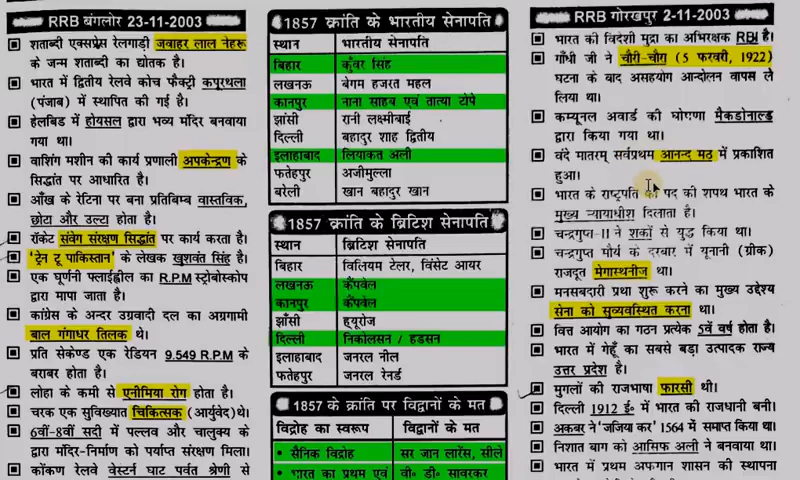 RRB बंगलोर 23-11-2003
शताब्दी एक्सप्रेस रेलगाड़ी जवाहर लाल नेहरू
के जन्म शताब्दी का द्योतक है।
भारत में द्वितीय रेलवे कोच फैक्ट्री कपूरथला
(पंजाब) में स्थापित की गई है।
हेलबिड में होयसल द्वारा भव्य मंदिर बनवाया
गया था।
वाशिंग मशीन की कार्य प्रणाली अपकेन्द्रण के
सिद्धांत पर आधारित है।
आँख के रेटिना पर बना प्रतिबिम्ब वास्तविक,
छोटा और उल्टा होता है।
रॉकेट संवेग संरक्षण सिद्धांत पर कार्य करता है।
'ट्रेन टू पाकिस्तान' के लेखक खुशवंत सिंह है।
एक घूर्णनी फ्लाईह्वील का R.P.M स्ट्रोबोस्कोप
द्वारा मापा जाता है।
कांग्रेस के अन्दर उग्रवादी दल का अग्रगामी
बाल गंगाधर तिलक थे।
प्रति सेकेण्ड एक रेडियन 9.549 R.P.M के
बराबर होता है।
लोहा के कमी से एनीमिया रोग होता है।
चरक एक सुविख्यात चिकित्सक (आर्युवेद) थे।
6वीं-8वीं सदी में पल्लव और चालुक्य के
द्वारा मंदिर-निर्माण को पर्याप्त संरक्षण मिला।
कोंकण रेलवे वेस्टर्न घाट पर्वत श्रेणी से
1857 क्रांति के भारतीय सेनापति
स्थान भारतीय सेनापति
बिहार कुँवर सिंह
लखनऊ बेगम हजरत महल
कानपुर नाना साहब एवं तात्या टोपे
झाँसी रानी लक्ष्मीबाई
दिल्ली बहादुर शाह द्वितीय
इलाहाबाद लियाकत अली
फतेहपुर अजीमुल्ला
बरेली खान बहादुर खान
1857 क्रांति के ब्रिटिश सेनापति
स्थान ब्रिटिश सेनापति
बिहार विलियम टेलर, विंसेट आयर
लखनऊ कैंपवेल
कानपुर कैंपवेल
झाँसी ह्यूरोज
दिल्ली निकोलसन / हडसन
इलाहाबाद जनरल नील
फतेहपुर जनरल रेनर्ड
1857 के क्रांति पर विद्वानों के मत
विद्रोह का स्वरूप विद्वानों के मत
• सैनिक विद्रोह सर जान लारेंस, सीले
• भारत का प्रथम एवं वी० डी० सावरकर
RRB गोरखपुर 2-11-2003
भारत की विदेशी मुद्रा का अभिरक्षक RBI है।
गाँधी जी ने चौरी-चौरा (5 फरवरी, 1922)
घटना के बाद असहयोग आन्दोलन वापस ले
लिया था।
कम्यूनल अवार्ड की घोषणा मैकडोनाल्ड
द्वारा किया गया था।
वंदे मातरम् सर्वप्रथम आनन्द मठ में प्रकाशित
हुआ।
भारत के राष्ट्रपति को पद की शपथ भारत के
मुख्य न्यायाधीश दिलाता है।
चन्द्रगुप्त-II ने शकों से युद्ध किया था।
चन्द्रगुप्त मौर्य के दरबार में यूनानी (ग्रीक)
राजदूत मेगास्थनीज था।
मनसबदारी प्रथा शुरू करने का मुख्य उद्देश्य
सेना को सुव्यवस्थित करना था।
वित्त आयोग का गठन प्रत्येक 5वें वर्ष होता है।
भारत में गेहूँ का सबसे बड़ा उत्पादक राज्य
उत्तर प्रदेश है।
मुगलों की राजभाषा फारसी थी।
दिल्ली 1912 ई० में भारत की राजधानी बनी।
अकबर ने 'जजिया कर' 1564 में समाप्त किया था।
निशात बाग को आसिफ अली ने बनवाया था।
भारत में प्रथम अफगान शासन की स्थापना